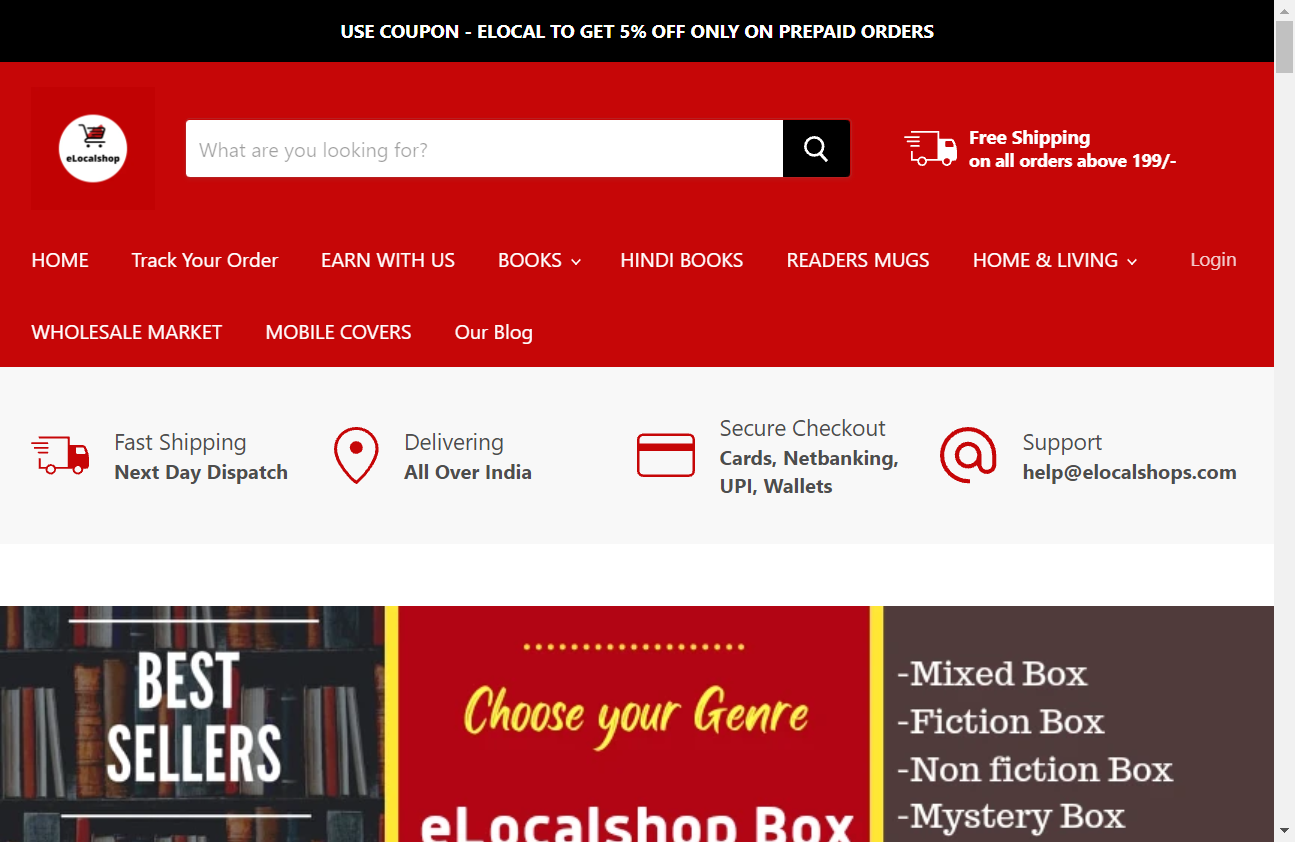 USE COUPON - ELOCAL TO GET 5% OFF ONLY ON PREPAID ORDERS
eLocalshop
What are you looking for?
Free Shipping
on all orders above 199/-
HOME
Track Your Order
EARN WITH US
BOOKS
HINDI BOOKS
READERS MUGS
HOME & LIVING
Login
WHOLESALE MARKET
MOBILE COVERS
Our Blog
Fast Shipping
Next Day Dispatch
Delivering
All Over India
Secure Checkout
Cards, Netbanking,
UPI, Wallets
Support
help@elocalshops.com
BEST
SELLERS
Choose your Genre
eLocalshop Box
-Mixed Box
-Fiction Box
-Non fiction Box
-Mystery Box